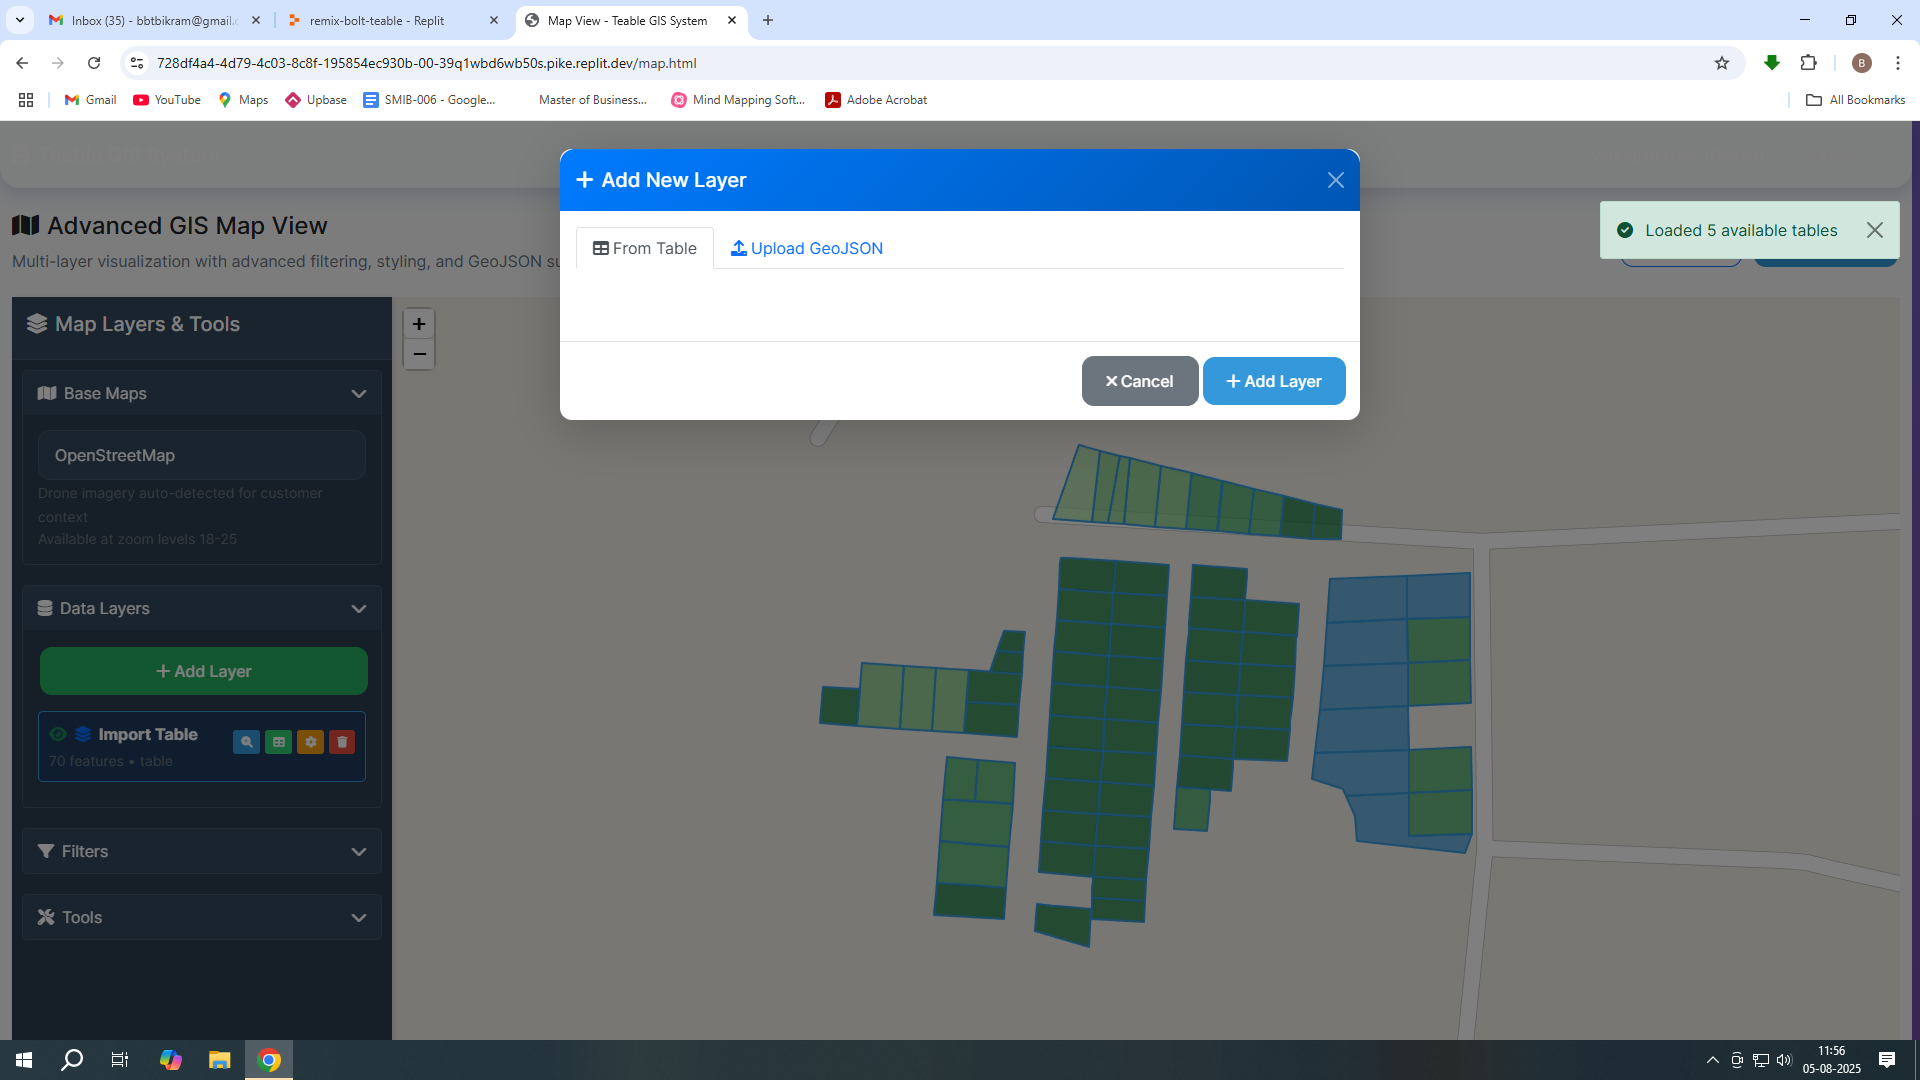 Inbox (35) - bbtbikram@gmail.c
remix-bolt-teable - Replit
Map View - Teable GIS System
728df4a4-4d79-4c03-8c8f-195854ec930b-00-39q1wbd6wb50s.pike.replit.dev/map.html
B
Gmail
YouTube
Maps
Upbase
SMIB-006 - Google...
Master of Business...
Mind Mapping Soft...
Adobe Acrobat
All Bookmarks
Add New Layer
Advanced GIS Map View
Loaded 5 available tables
From Table
Upload GeoJSON
Multi-layer visualization with advanced filtering, styling, and GeoJSON su
Map Layers & Tools
+
−
Cancel
Add Layer
Base Maps
OpenStreetMap
Drone imagery auto-detected for customer
context
Available at zoom levels 18-25
Data Layers
+ Add Layer
Import Table
70 features • table
Filters
Tools
11:56
05-08-2025